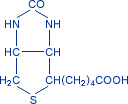 CO
HN NH
HC CH
H₂C CH(CH₂)₄COOH
S